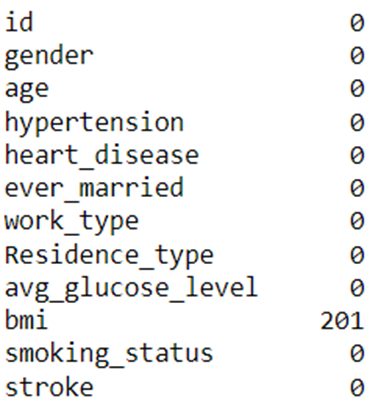 id 0
gender 0
age 0
hypertension 0
heart_disease 0
ever_married 0
work_type 0
Residence_type 0
avg_glucose_level 0
bmi 201
smoking_status 0
stroke 0